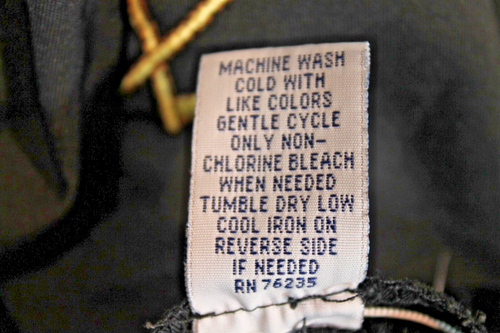 MACHINE WASH
COLD WITH
LIKE COLORS
GENTLE CYCLE
ONLY NON-
CHLORINE BLEACH
WHEN NEEDED
TUMBLE DRY LOW
COOL IRON ON
REVERSE SIDE
IF NEEDED
RN 76235